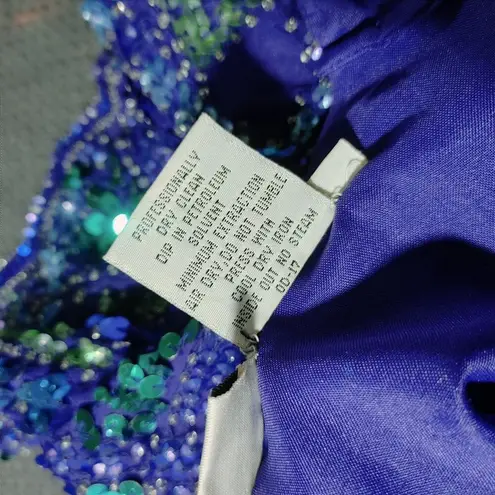 PROFESSIONALLY
DRY CLEAN
DIP IN PETROLEUM
SOLVENT
MINIMUM EXTRACTION
AIR DRY/DO NOT TUMBLE
PRESS WITH
COOL DRY IRON
INSIDE OUT NO STEAM
OD-17